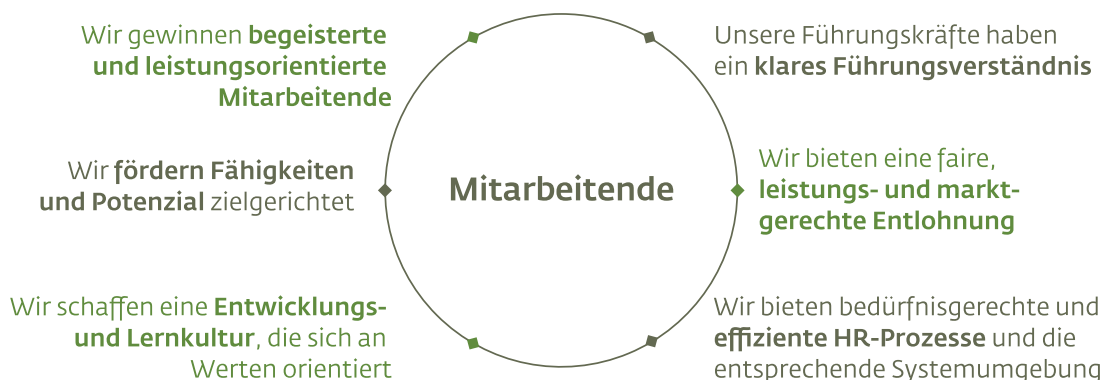 Wir gewinnen begeisterte
und leistungsorientierte
Mitarbeitende
Unsere Führungskräfte haben
ein klares Führungsverständnis
Wir fördern Fähigkeiten
und Potenzial zielgerichtet
Mitarbeitende
Wir bieten eine faire,
leistungs- und markt-
gerechte Entlohnung
Wir schaffen eine Entwicklungs-
und Lernkultur, die sich an
Werten orientiert
Wir bieten bedürfnisgerechte und
effiziente HR-Prozesse und die
entsprechende Systemumgebung